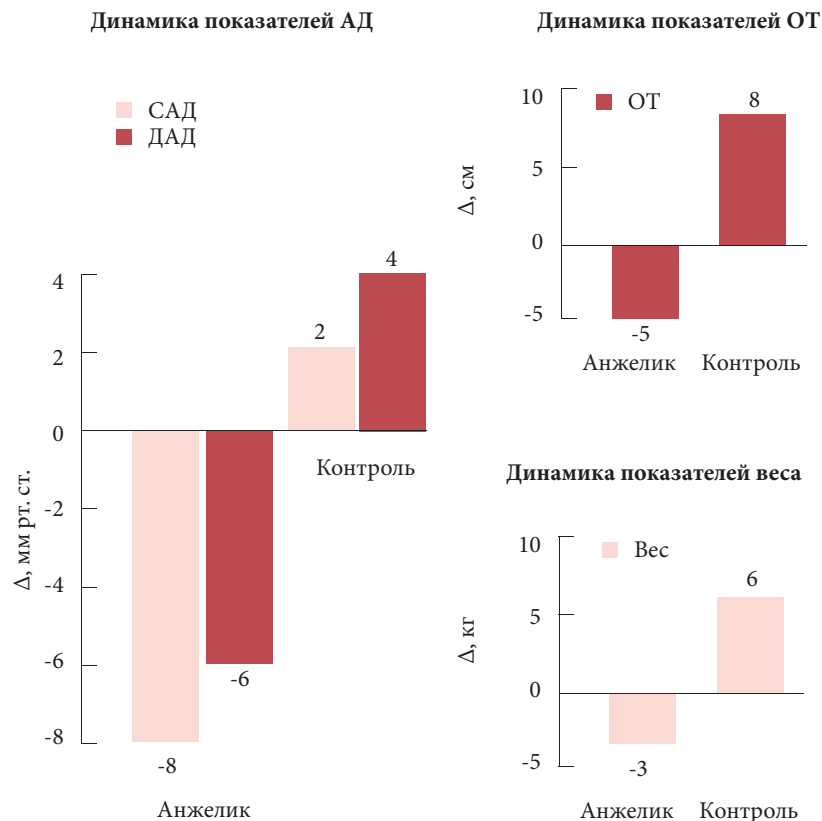 Динамика показателей АД
САД
ДАД
4
2
0
-2
-4
-6
-8
Δ, мм рт. ст.
2
4
Контроль
-6
-8
Анжелик
Динамика показателей ОТ
10
5
0
-5
Δ, см
ОТ
8
-5
Анжелик
Контроль
Динамика показателей веса
10
5
0
-5
Δ, кг
Вес
6
-3
Анжелик
Контроль